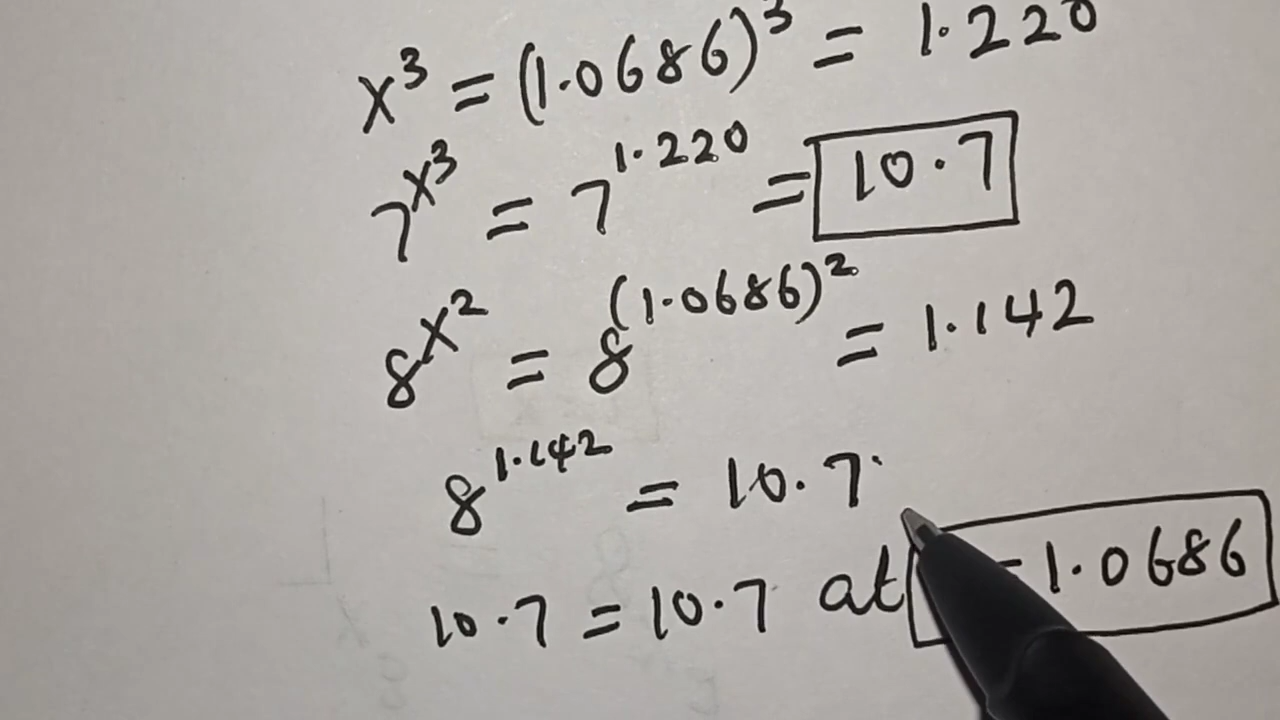 x³ = (1.0686)³ = 1.220
7^x³ = 7^1.220 = 10.7
8^x² = 8^(1.0686)² = 1.142
8^1.142 = 10.7
10.7 = 10.7 at = 1.0686